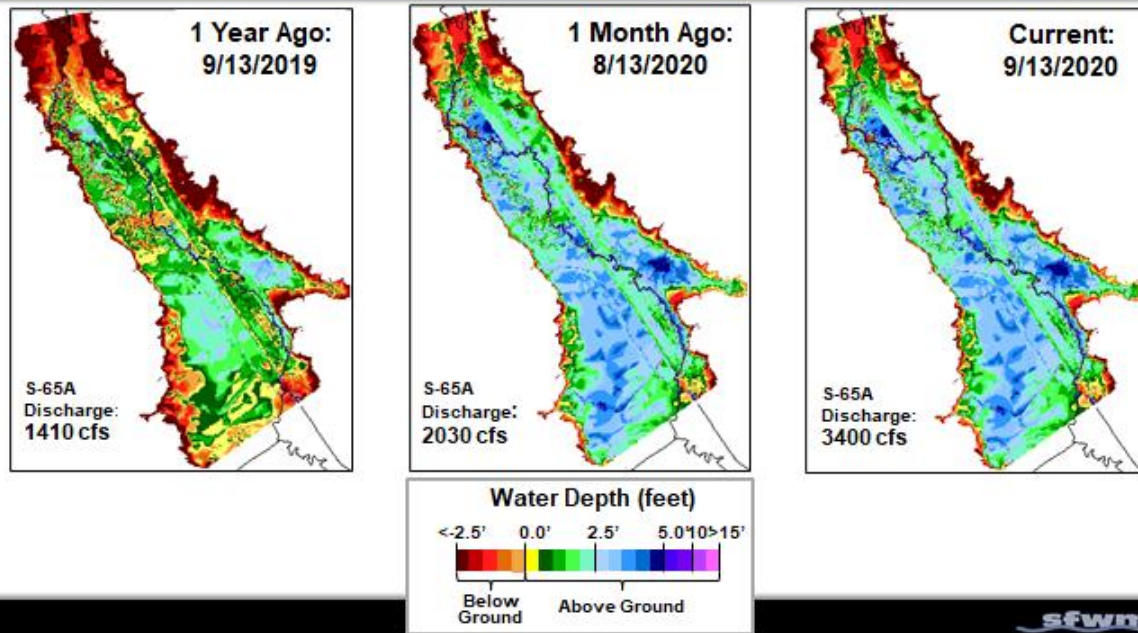 1 Year Ago:
9/13/2019
S-65A
Discharge:
1410 cfs
1 Month Ago:
8/13/2020
S-65A
Discharge:
2030 cfs
Current:
9/13/2020
S-65A
Discharge:
3400 cfs
Water Depth (feet)
<-2.5' 0.0' 2.5' 5.0'10>15'
Below Above Ground
Ground
sfwm